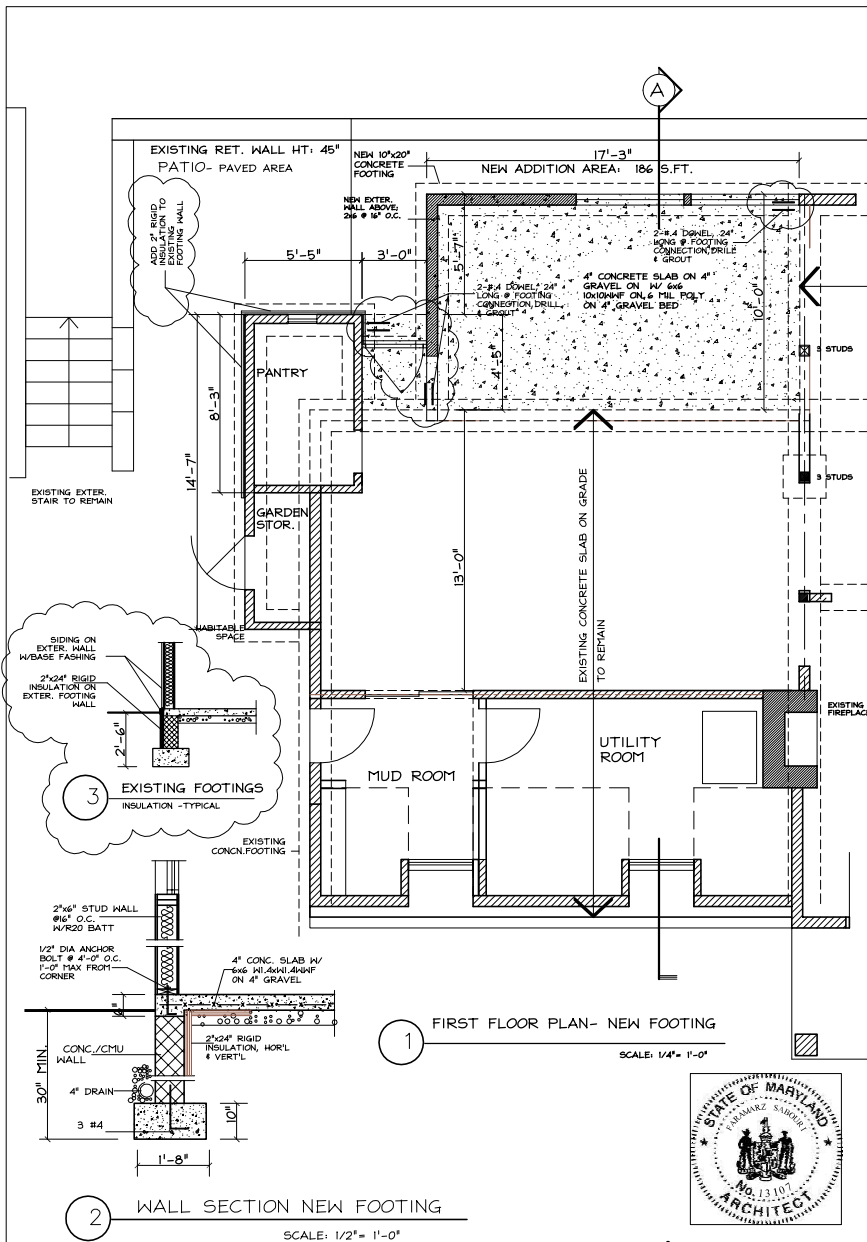 A
EXISTING RET. WALL HT: 45"
PATIO- PAVED AREA
NEW 10"x20"
CONCRETE
FOOTING
17'-3"
NEW ADDITION AREA: 186 S.FT.
NEW EXTER.
WALL ABOVE;
2x6 @ 16" O.C.
ADD 2" RIGID
INSULATION TO
EXISTING
FOOTING WALL
5'-5"
3'-0"
5'-7"
2-#.4 DOWEL, 24"
LONG @ FOOTING
CONNECTION,DRILL
& GROUT
2-#.4 DOWEL, 24"
LONG @ FOOTING
CONNECTION,DRILL
& GROUT
4" CONCRETE SLAB ON 4"
GRAVEL ON W/ 6x6
10x10WWF ON,6 MIL POLY
ON 4" GRAVEL BED
10'-0"
4'-5"
3 STUDS
3 STUDS
PANTRY
8'-3"
14'-7"
GARDEN
STOR.
EXISTING EXTER.
STAIR TO REMAIN
13'-0"
EXISTING CONCRETE SLAB ON GRADE
TO REMAIN
HABITABLE
SPACE
SIDING ON
EXTER. WALL
W/BASE FASHING
2"x24" RIGID
INSULATION ON
EXTER. FOOTING
WALL
2'-6"
3
EXISTING FOOTINGS
INSULATION -TYPICAL
MUD ROOM
UTILITY
ROOM
EXISTING
FIREPLACE
EXISTING
CONCN.FOOTING
2"x6" STUD WALL
@16" O.C.
W/R20 BATT
1/2" DIA ANCHOR
BOLT @ 4'-0" O.C.
1'-0" MAX FROM
CORNER
4" CONC. SLAB W/
6x6 W1.4xW1.4WWF
ON 4" GRAVEL
6"
CONC./CMU
WALL
2"x24" RIGID
INSULATION, HOR'L
& VERT'L
30" MIN.
4" DRAIN
3 #4
10"
1'-8"
1
FIRST FLOOR PLAN- NEW FOOTING
SCALE: 1/4"= 1'-0"
2
WALL SECTION NEW FOOTING
SCALE: 1/2"= 1'-0"
STATE OF MARYLAND
FARAMARZ SABOURI
No. 13107
ARCHITECT